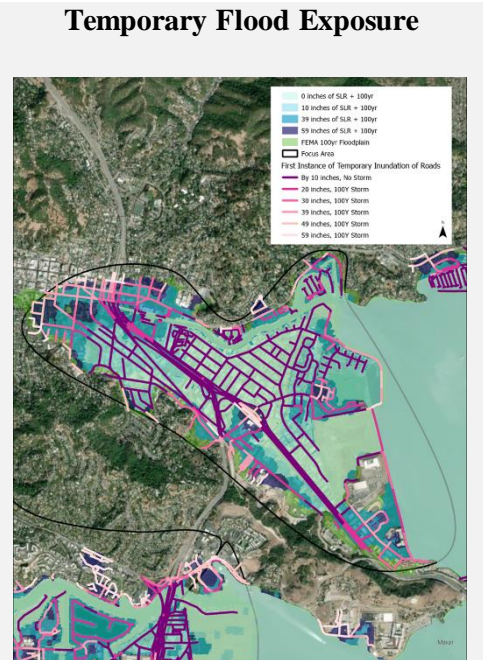 Temporary Flood Exposure
0 inches of SLR + 100yr
10 inches of SLR + 100yr
39 inches of SLR + 100yr
59 inches of SLR + 100yr
FEMA 100yr Floodplain
Focus Area
First Instance of Temporary Inundation of Roads
By 10 inches, No Storm
20 inches, 100Y Storm
30 inches, 100Y Storm
39 inches, 100Y Storm
49 inches, 100Y Storm
59 inches, 100Y Storm